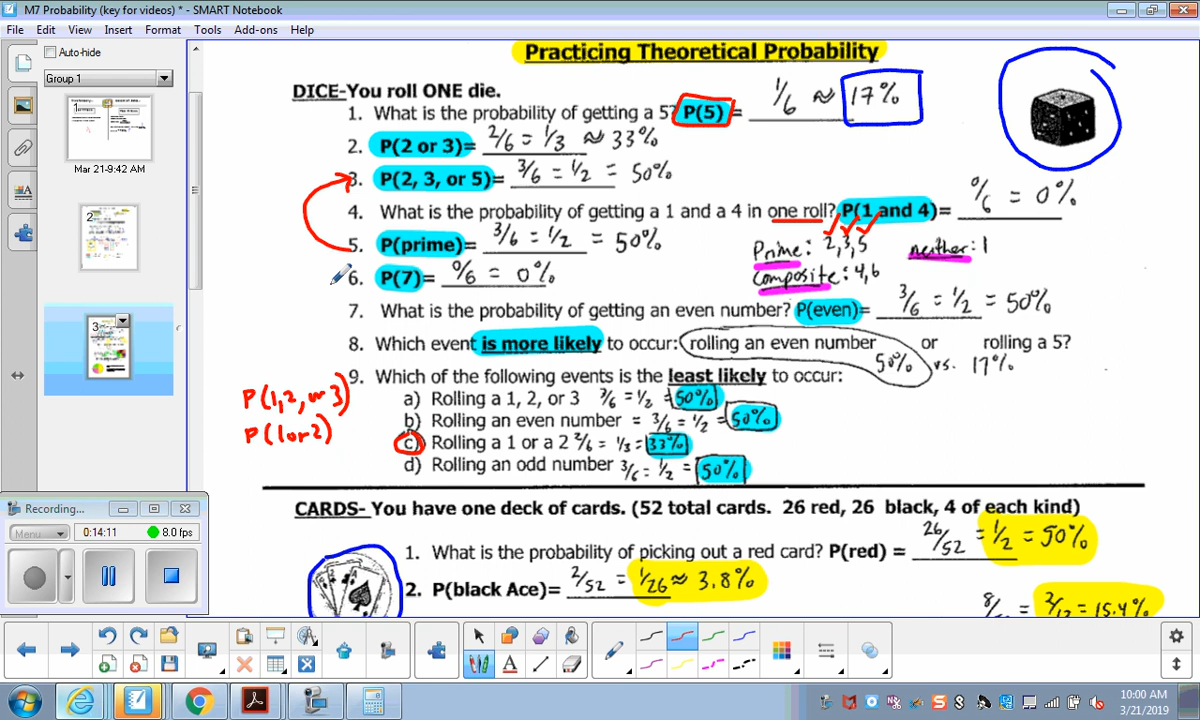 M7 Probability (key for videos) * - SMART Notebook
File Edit View Insert Format Tools Add-ons Help
Auto-hide
Group 1
Mar 21-9:42 AM
2
3
Practicing Theoretical Probability
DICE-You roll ONE die.
1. What is the probability of getting a 5? P(5)= 1/6 ≈ 17%
2. P(2 or 3)= 2/6 = 1/3 ≈ 33%
3. P(2, 3, or 5)= 3/6 = 1/2 = 50%
4. What is the probability of getting a 1 and a 4 in one roll? P(1 and 4)= 0/6 = 0%
5. P(prime)= 3/6 = 1/2 = 50%
Prime: 2,3,5 neither: 1
Composite: 4,6
6. P(7)= 0/6 = 0%
7. What is the probability of getting an even number? P(even)= 3/6 = 1/2 = 50%
8. Which event is more likely to occur: rolling an even number or rolling a 5?
50% vs. 17%
9. Which of the following events is the least likely to occur:
P(1,2, or 3)
P(1 or 2)
a) Rolling a 1, 2, or 3 3/6 = 1/2 = 50%
b) Rolling an even number = 3/6 = 1/2 = 50%
c) Rolling a 1 or a 2 2/6 = 1/3 = 33%
d) Rolling an odd number 3/6 = 1/2 = 50%
CARDS- You have one deck of cards. (52 total cards. 26 red, 26 black, 4 of each kind)
1. What is the probability of picking out a red card? P(red) = 26/52 = 1/2 = 50%
2. P(black Ace)= 2/52 = 1/26 ≈ 3.8%
= 15.4%
Recording...
Menu
0:14:11
8.0 fps
10:00 AM
3/21/2019